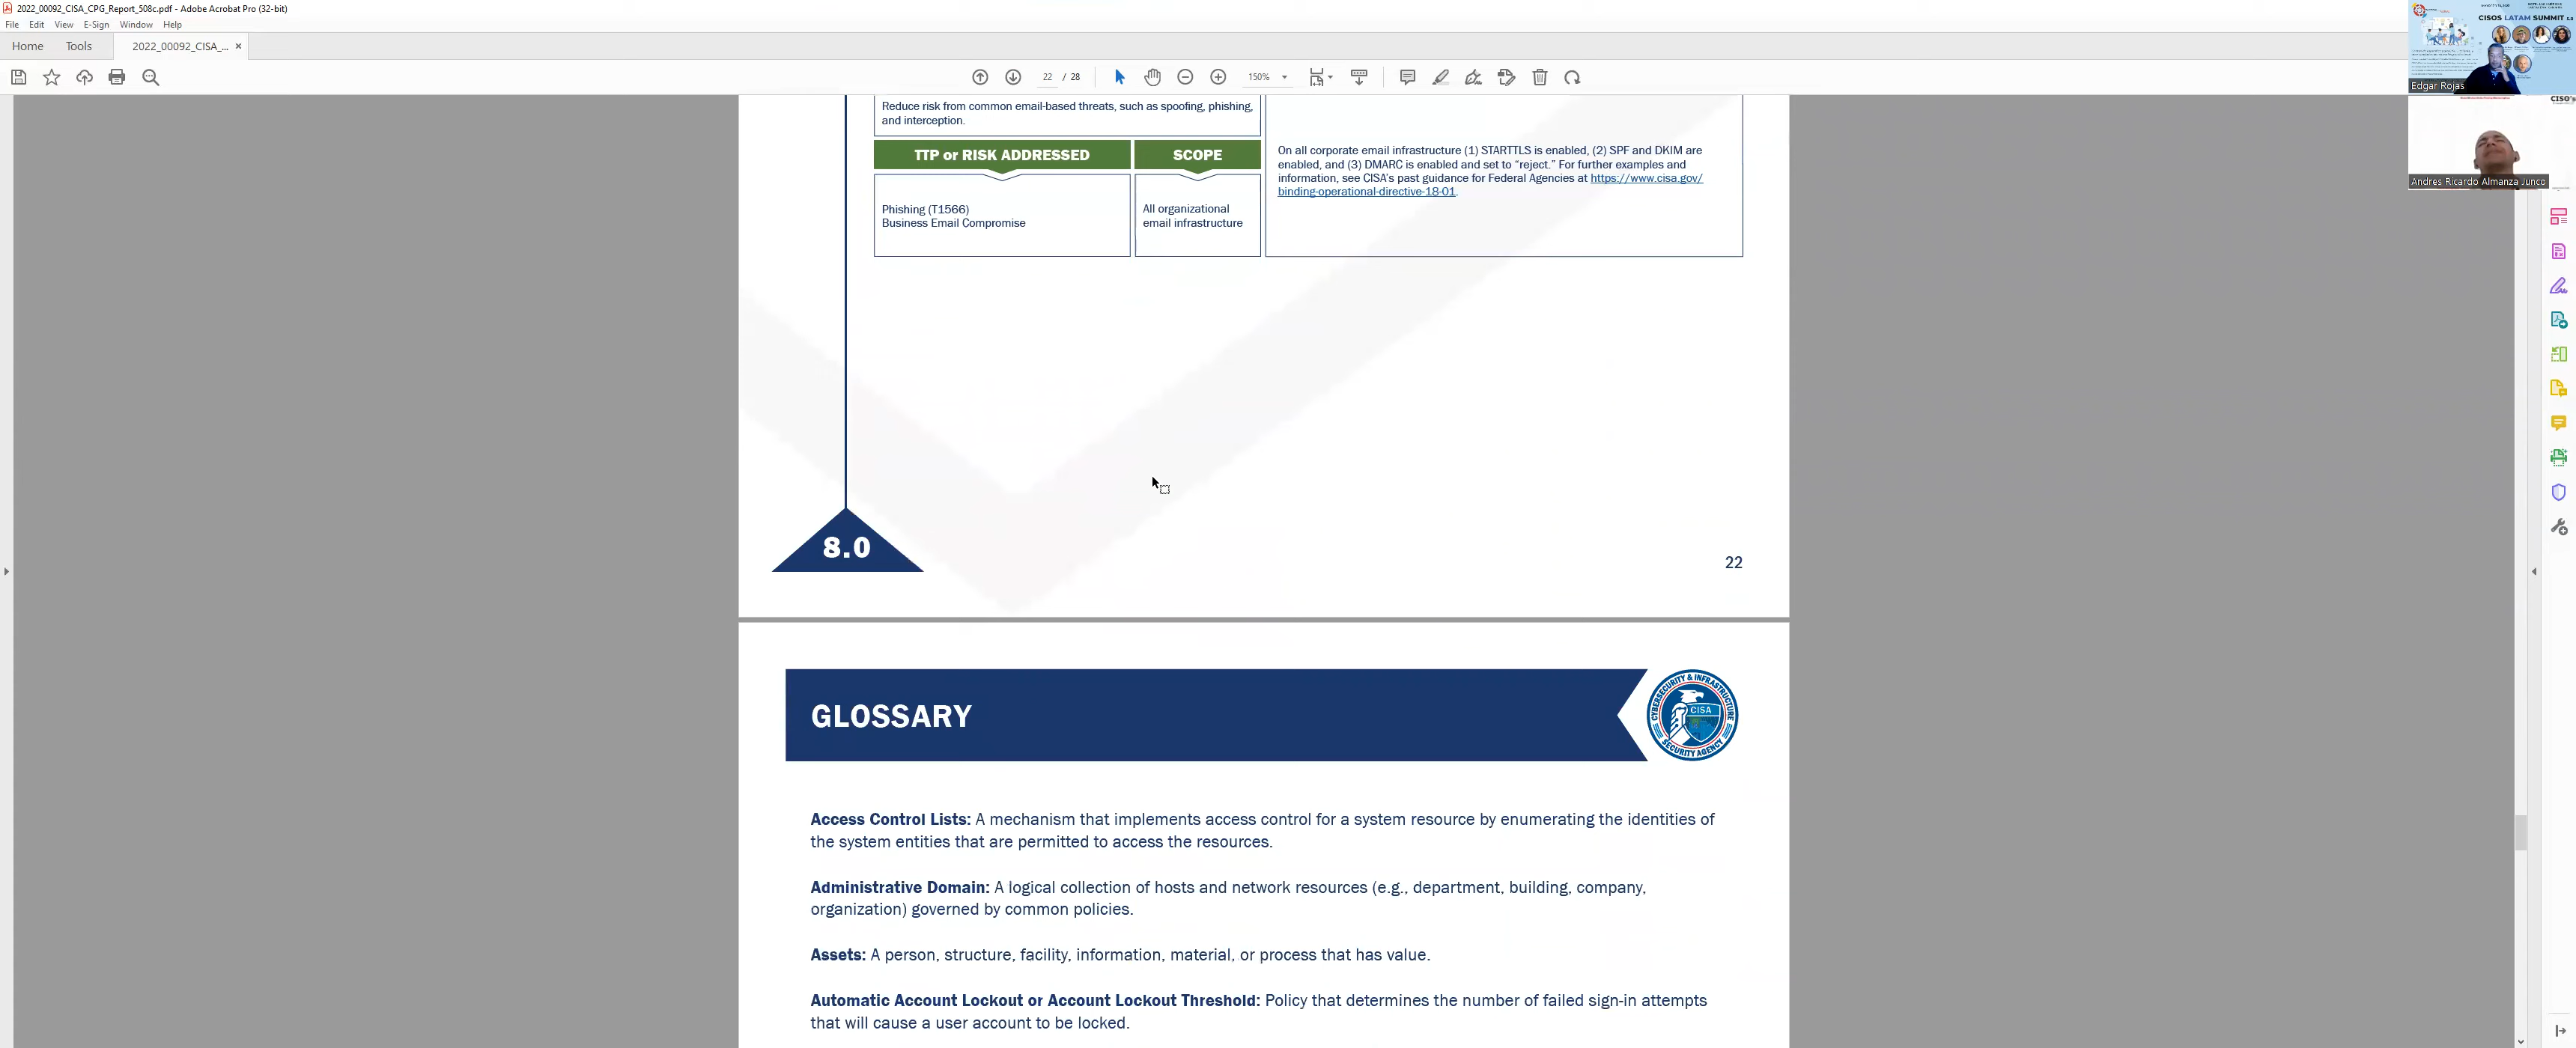 2022_00092_CISA_CPG_Report_508c.pdf - Adobe Acrobat Pro (32-bit)
File Edit View E-Sign Window Help
Home Tools 2022_00092_CISA_... ×
22 / 28 150%
Reduce risk from common email-based threats, such as spoofing, phishing,
and interception.
TTP or RISK ADDRESSED
SCOPE
Phishing (T1566)
Business Email Compromise
All organizational
email infrastructure
On all corporate email infrastructure (1) STARTTLS is enabled, (2) SPF and DKIM are
enabled, and (3) DMARC is enabled and set to “reject.” For further examples and
information, see CISA’s past guidance for Federal Agencies at https://www.cisa.gov/
binding-operational-directive-18-01.
8.0
22
GLOSSARY
CYBERSECURITY & INFRASTRUCTURE
CISA
SECURITY AGENCY
Access Control Lists: A mechanism that implements access control for a system resource by enumerating the identities of
the system entities that are permitted to access the resources.
Administrative Domain: A logical collection of hosts and network resources (e.g., department, building, company,
organization) governed by common policies.
Assets: A person, structure, facility, information, material, or process that has value.
Automatic Account Lockout or Account Lockout Threshold: Policy that determines the number of failed sign-in attempts
that will cause a user account to be locked.
CISOS LATAM SUMMIT
Edgar Rojas
CISO's
Andres Ricardo Almanza Junco